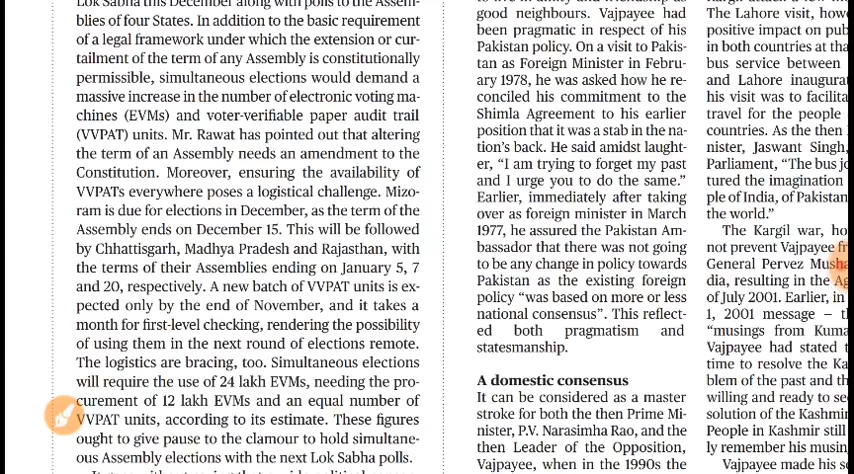 Lok Sabha this December along with polls to the Assem-
blies of four States. In addition to the basic requirement
of a legal framework under which the extension or cur-
tailment of the term of any Assembly is constitutionally
permissible, simultaneous elections would demand a
massive increase in the number of electronic voting ma-
chines (EVMs) and voter-verifiable paper audit trail
(VVPAT) units. Mr. Rawat has pointed out that altering
the term of an Assembly needs an amendment to the
Constitution. Moreover, ensuring the availability of
VVPATs everywhere poses a logistical challenge. Mizo-
ram is due for elections in December, as the term of the
Assembly ends on December 15. This will be followed
by Chhattisgarh, Madhya Pradesh and Rajasthan, with
the terms of their Assemblies ending on January 5, 7
and 20, respectively. A new batch of VVPAT units is ex-
pected only by the end of November, and it takes a
month for first-level checking, rendering the possibility
of using them in the next round of elections remote.
The logistics are bracing, too. Simultaneous elections
will require the use of 24 lakh EVMs, needing the pro-
curement of 12 lakh EVMs and an equal number of
VVPAT units, according to its estimate. These figures
ought to give pause to the clamour to hold simultane-
ous Assembly elections with the next Lok Sabha polls.
good neighbours. Vajpayee had
been pragmatic in respect of his
Pakistan policy. On a visit to Pakis-
tan as Foreign Minister in Febru-
ary 1978, he was asked how he re-
conciled his commitment to the
Shimla Agreement to his earlier
position that it was a stab in the na-
tion's back. He said amidst laught-
er, "I am trying to forget my past
and I urge you to do the same."
Earlier, immediately after taking
over as foreign minister in March
1977, he assured the Pakistan Am-
bassador that there was not going
to be any change in policy towards
Pakistan as the existing foreign
policy "was based on more or less
national consensus". This reflect-
ed both pragmatism and
statesmanship.
A domestic consensus
It can be considered as a master
stroke for both the then Prime Mi-
nister, P.V. Narasimha Rao, and the
then Leader of the Opposition,
Vajpayee, when in the 1990s the
The Lahore visit,
positive impact on
in both countries at
bus service between
and Lahore
his visit was to
travel for the people
countries. As the then
nister, Jaswant Singh,
Parliament, "The bus
tured the imagination
ple of India, of Pakistan
the world."
The Kargil war,
not prevent Vajpayee
General Pervez
dia, resulting in the
of July 2001. Earlier, in
1, 2001 message –
"musings from
Vajpayee had stated
time to resolve the
blem of the past and
willing and ready to
solution of the
People in Kashmir still
ly remember his
Vajpayee made his